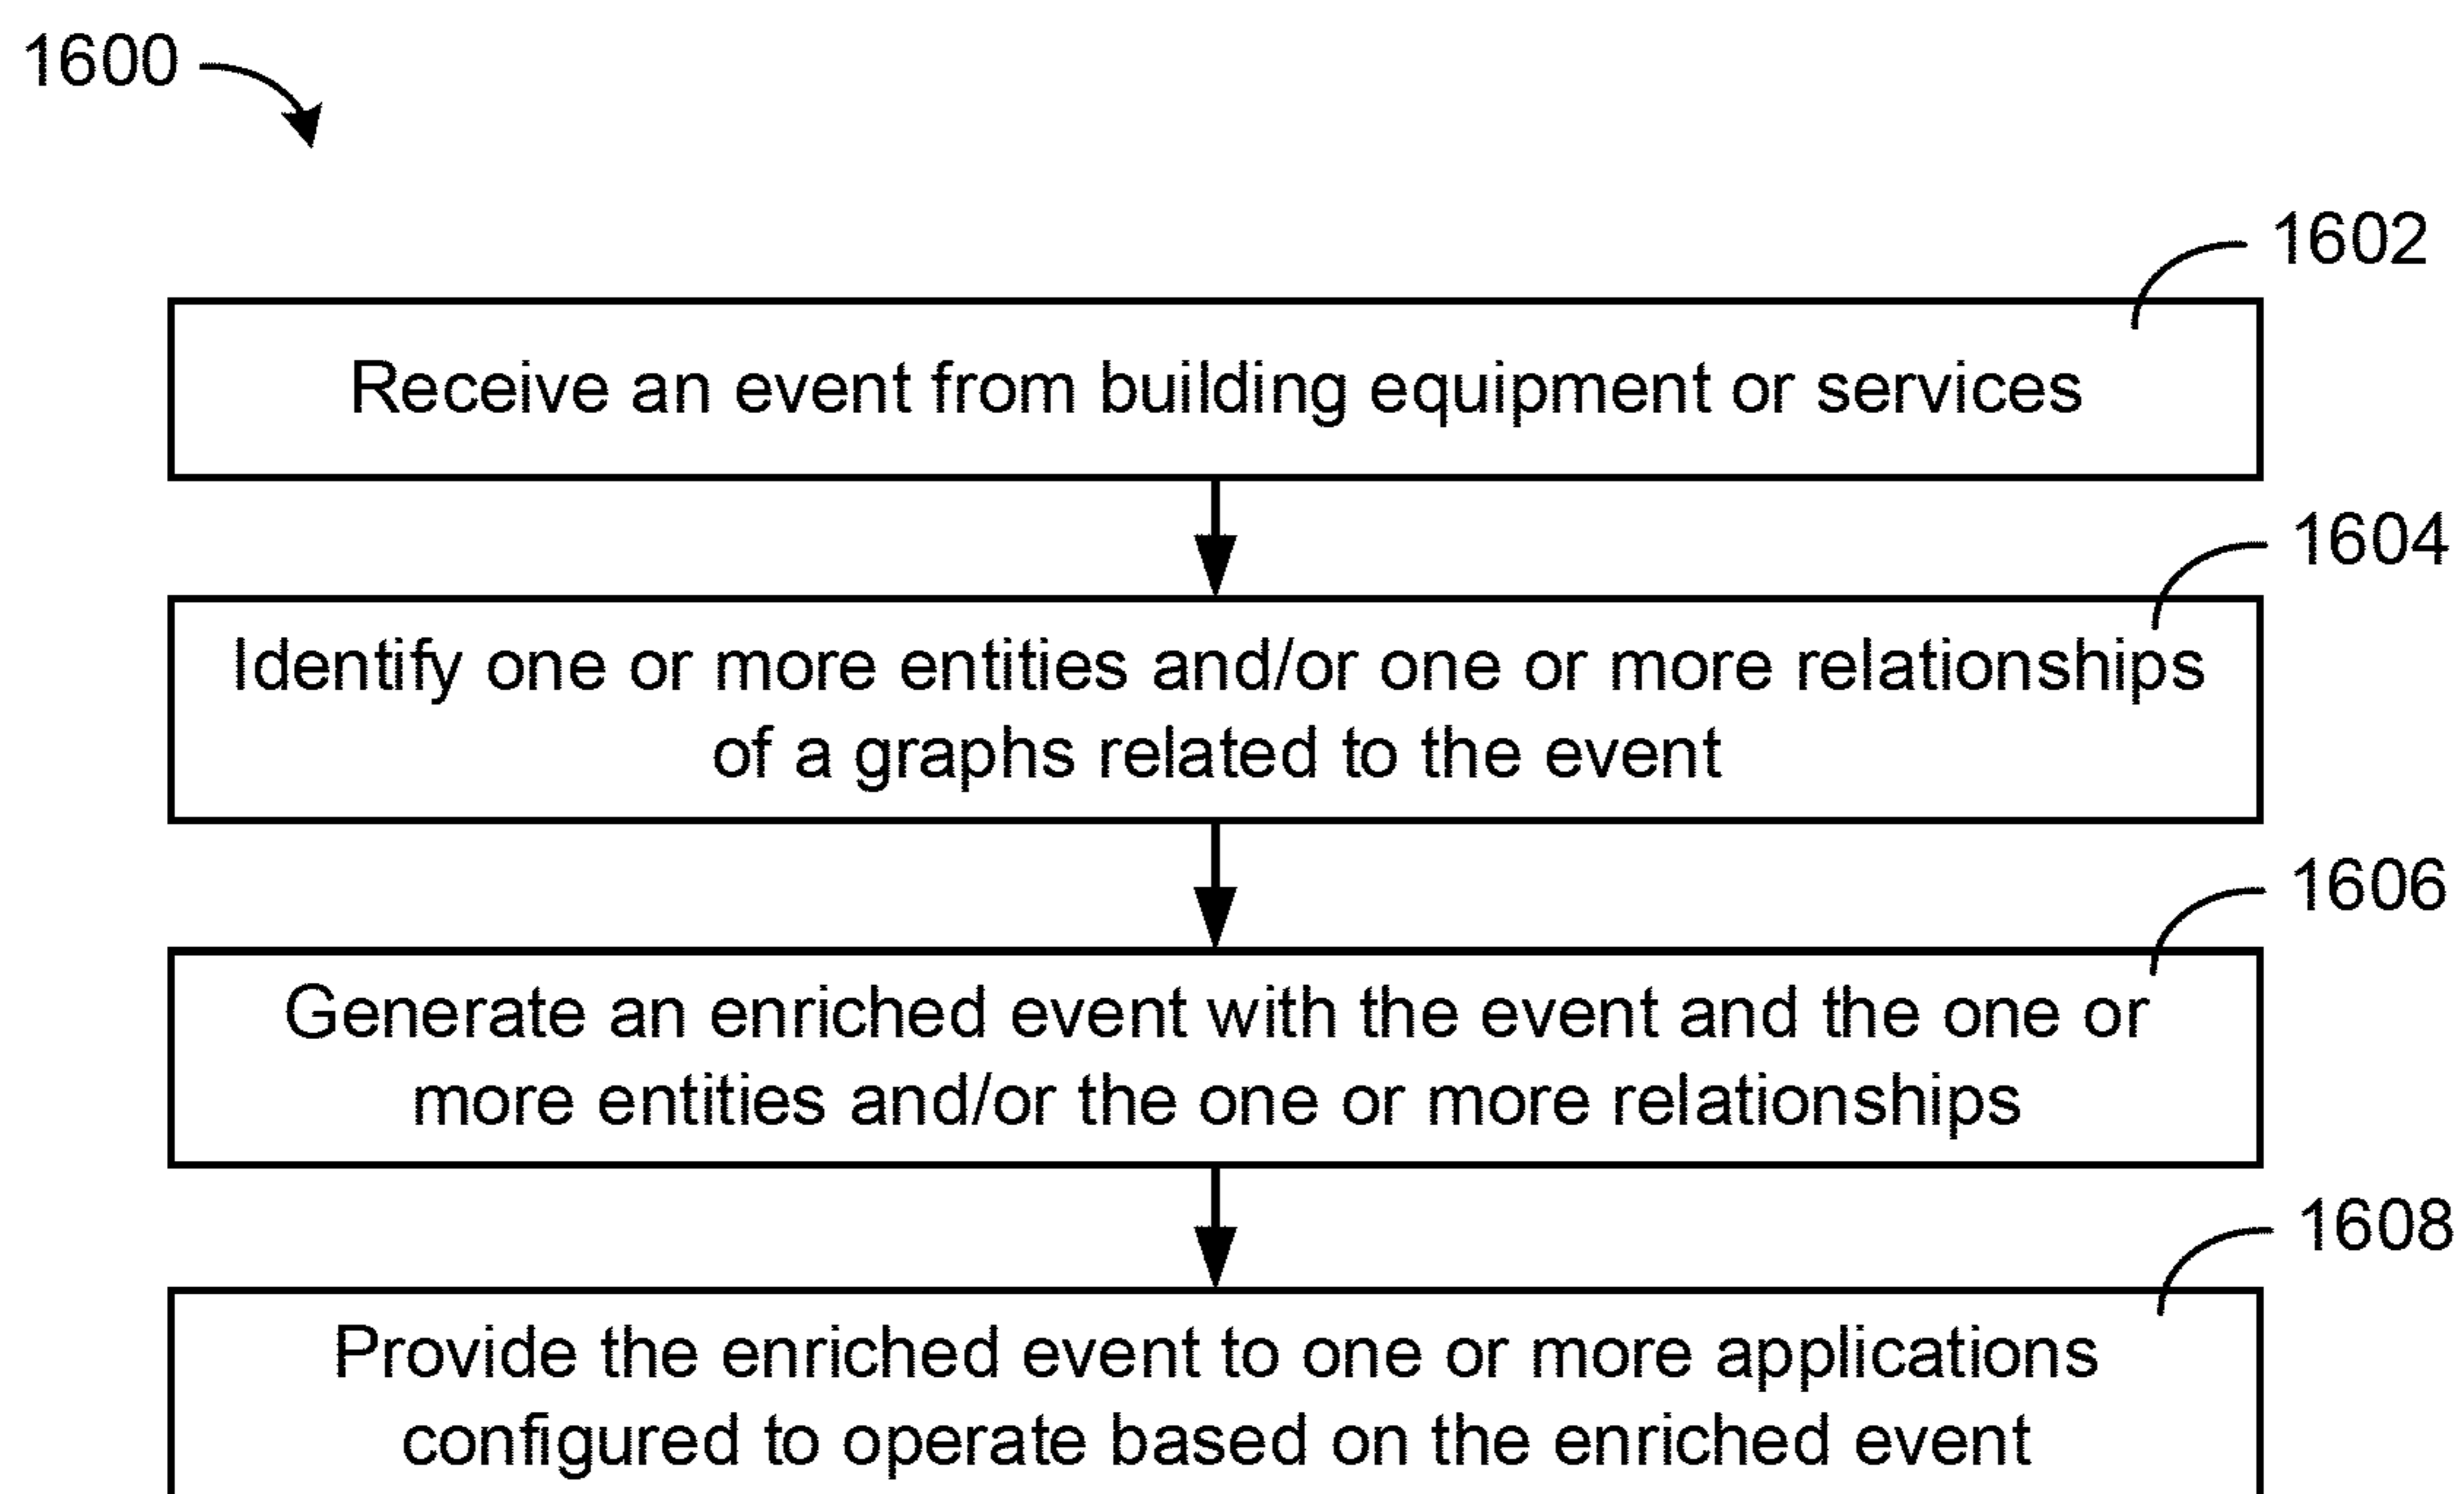 1600
1602
Receive an event from building equipment or services
1604
Identify one or more entities and/or one or more relationships
of a graphs related to the event
1606
Generate an enriched event with the event and the one or
more entities and/or the one or more relationships
1608
Provide the enriched event to one or more applications
configured to operate based on the enriched event